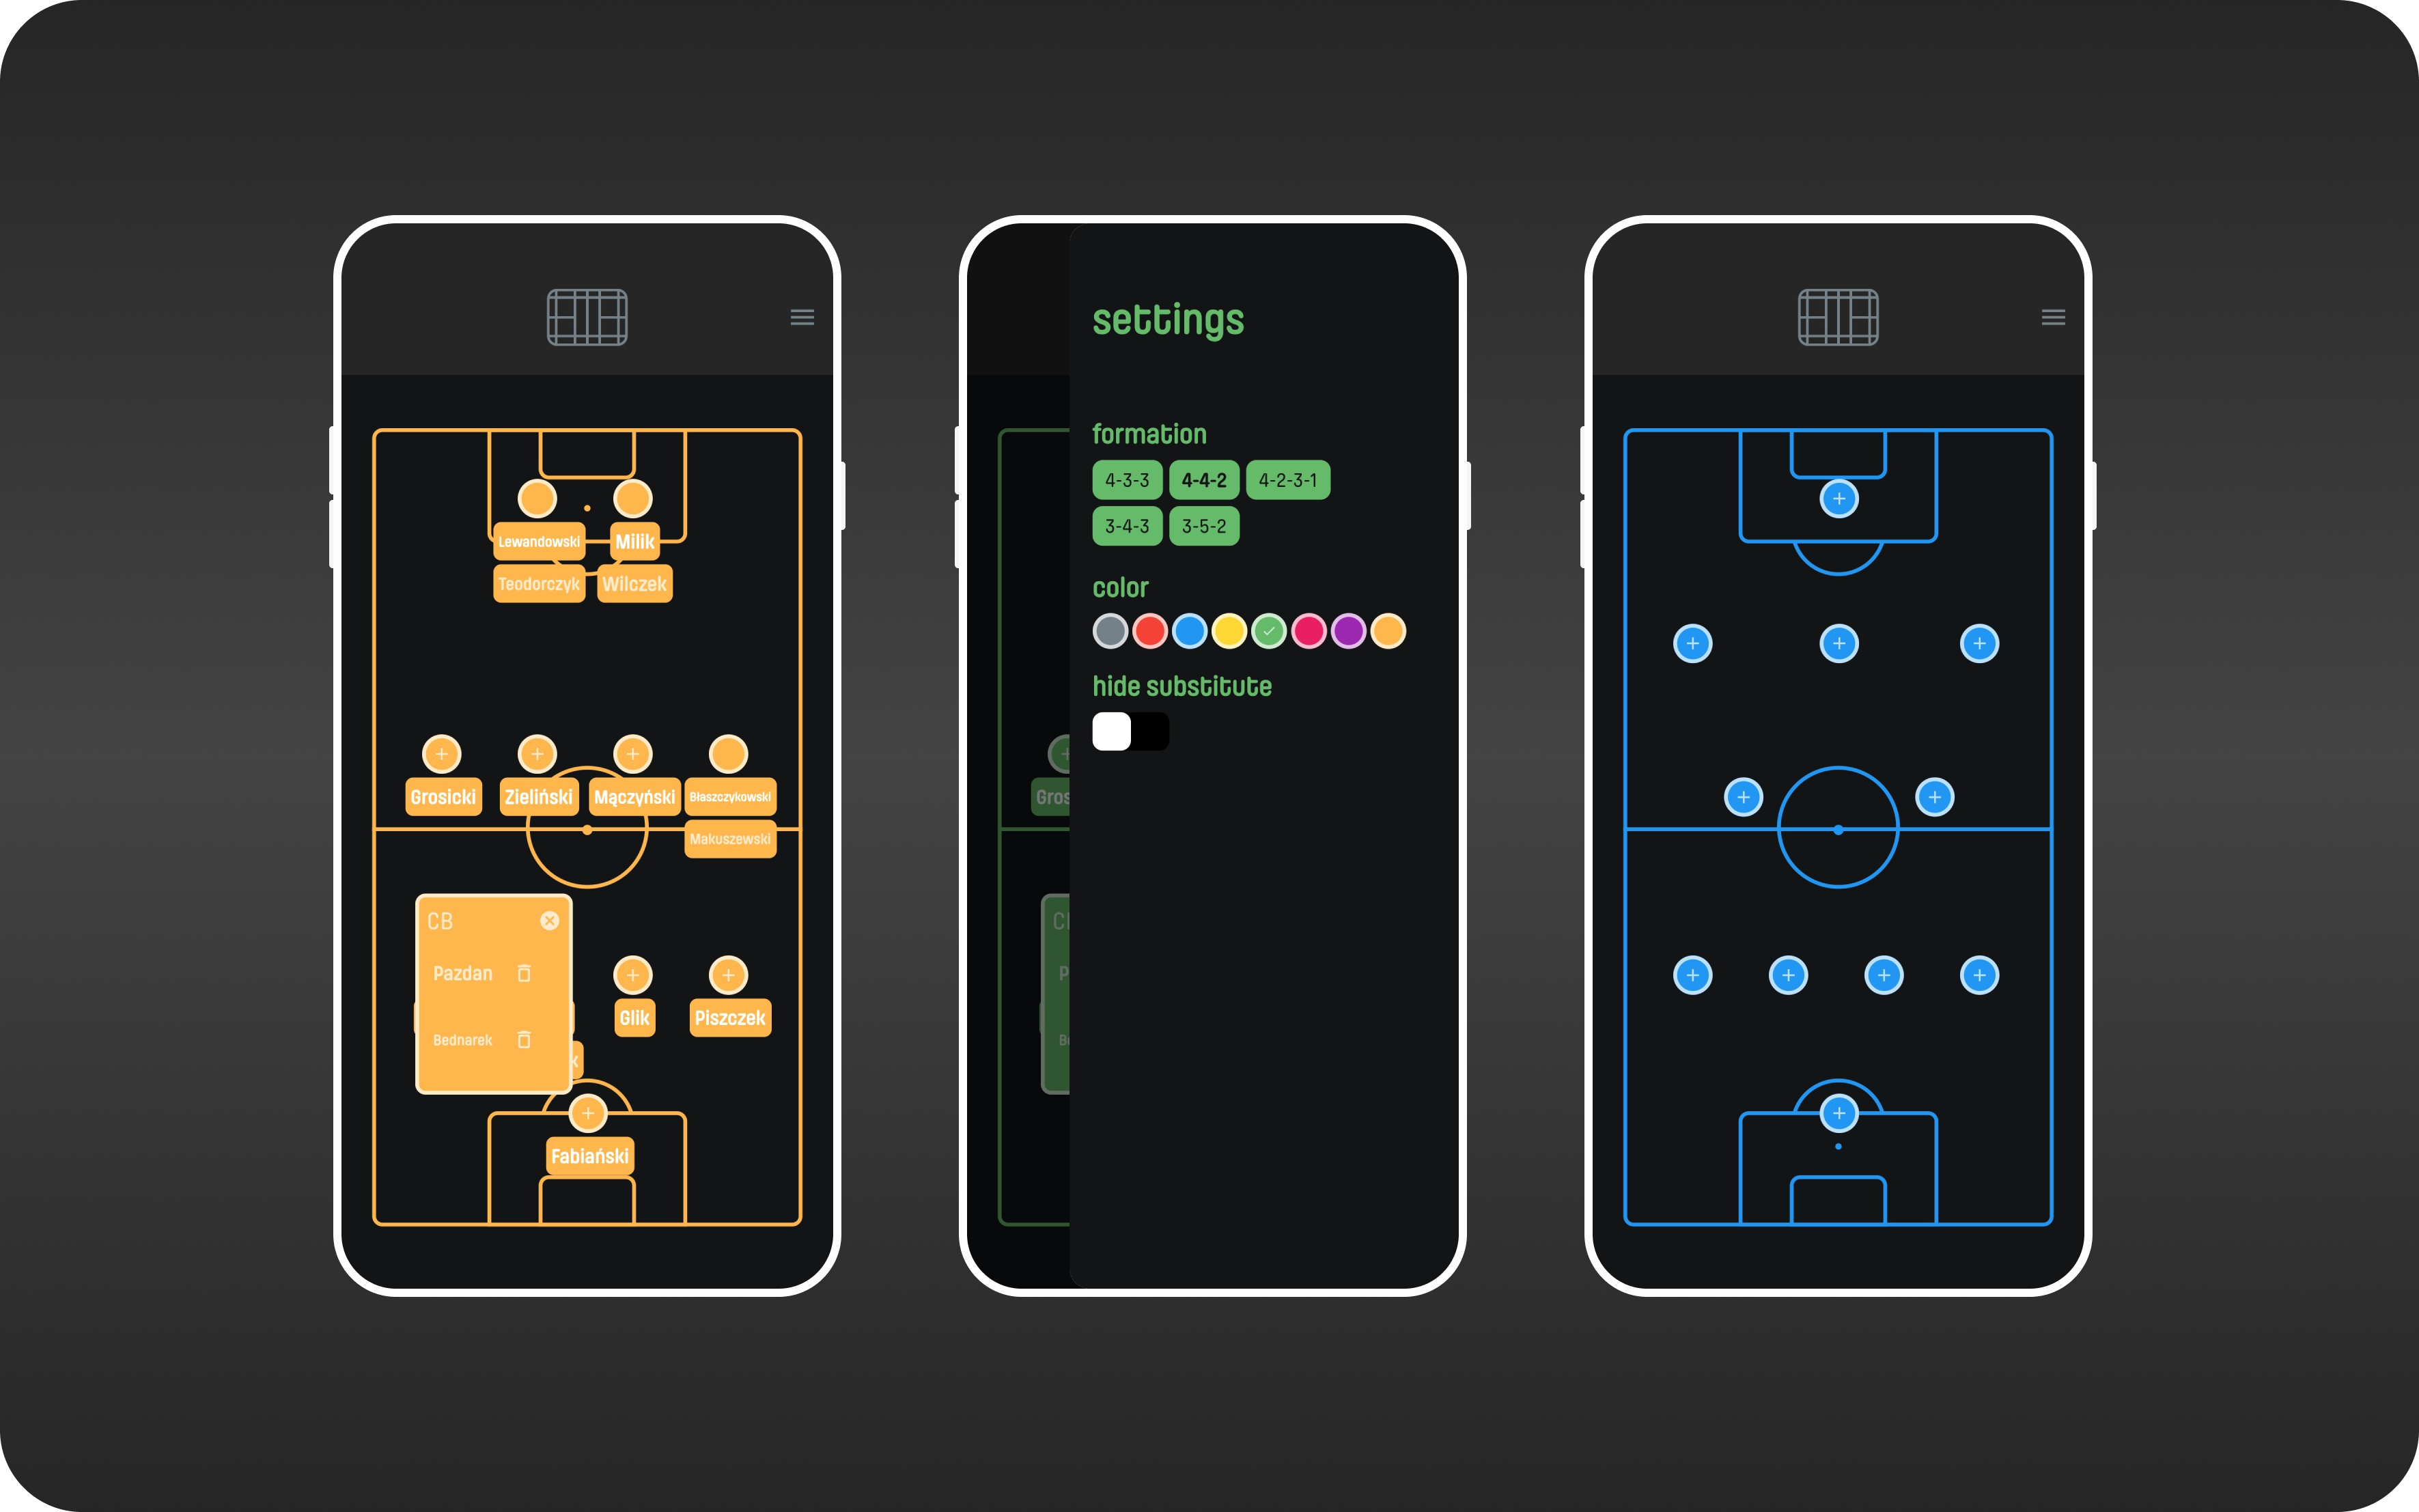 Lewandowski
Milik
Teodorczyk
Wilczek
Grosicki
Zieliński
Mączyński
Błaszczykowski
Makuszewski
CB
Pazdan
Bednarek
Glik
Piszczek
k
Fabiański
settings
formation
4-3-3
4-4-2
4-2-3-1
3-4-3
3-5-2
color
hide substitute
Gros
C
P
Be